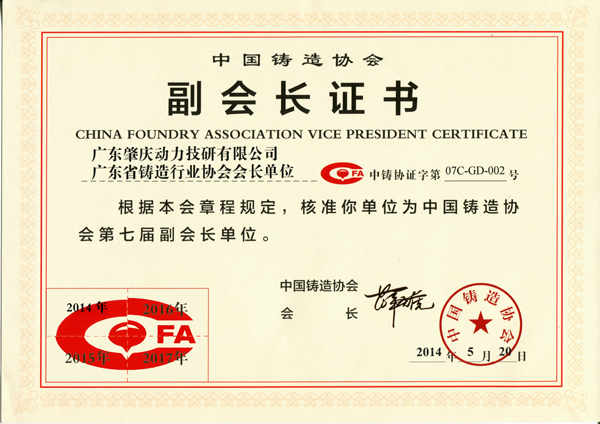 中国铸造协会
副会长证书
CHINA FOUNDRY ASSOCIATION VICE PRESIDENT CERTIFICATE
广东肇庆动力技研有限公司
广东省铸造行业协会会长单位
CFA 中铸协证字第 07C-GD-002 号
根据本会章程规定，核准你单位为中国铸造协
会第七届副会长单位。
中国铸造协会
会 长
中国铸造协会
2014年 2016年
CFA
2015年 2017年
2014 年 5 月 20 日